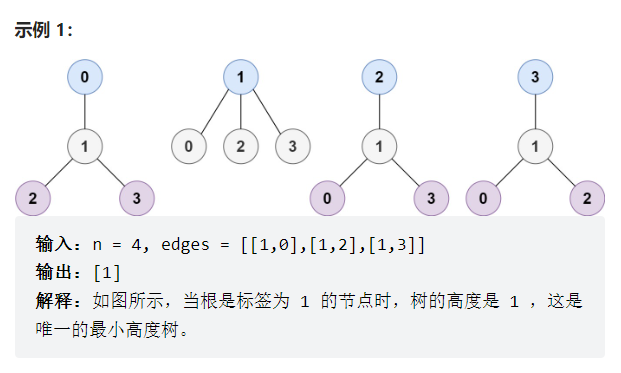 示例 1：
0 1 2 3
1 0 2 3 1 1
2 3 0 3 0 2
输入：n = 4, edges = [[1,0],[1,2],[1,3]]
输出：[1]
解释：如图所示，当根是标签为 1 的节点时，树的高度是 1 ，这是
唯一的最小高度树。